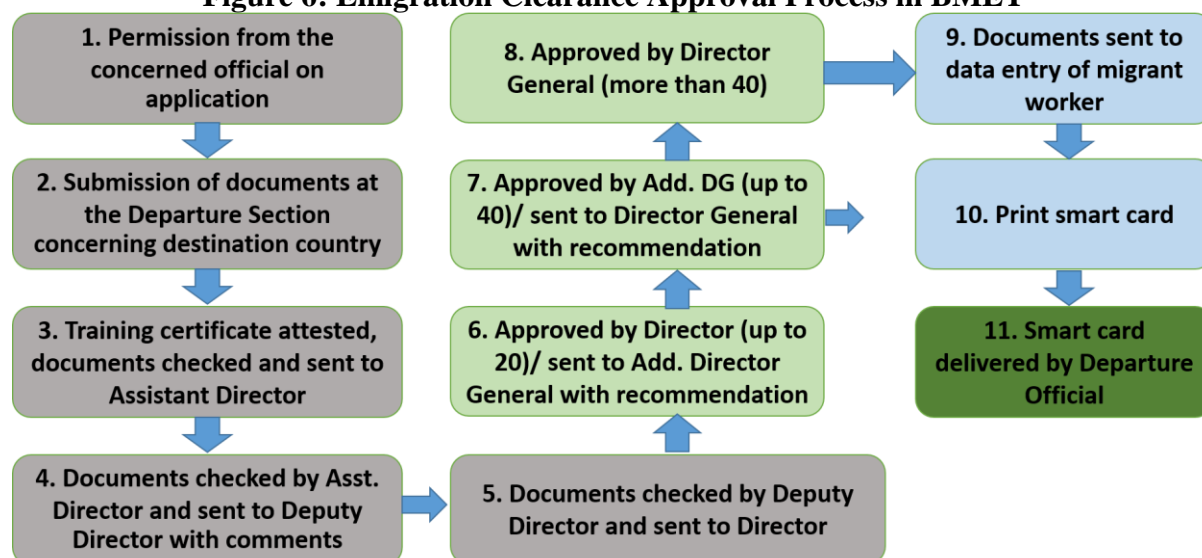 Figure 6: Emigration Clearance Approval Process in BMET
1. Permission from the
concerned official on
application
2. Submission of documents at
the Departure Section
concerning destination country
3. Training certificate attested,
documents checked and sent to
Assistant Director
4. Documents checked by Asst.
Director and sent to Deputy
Director with comments
5. Documents checked by Deputy
Director and sent to Director
6. Approved by Director (up to
20)/ sent to Add. Director
General with recommendation
7. Approved by Add. DG (up to
40)/ sent to Director General
with recommendation
8. Approved by Director
General (more than 40)
9. Documents sent to
data entry of migrant
worker
10. Print smart card
11. Smart card
delivered by Departure
Official